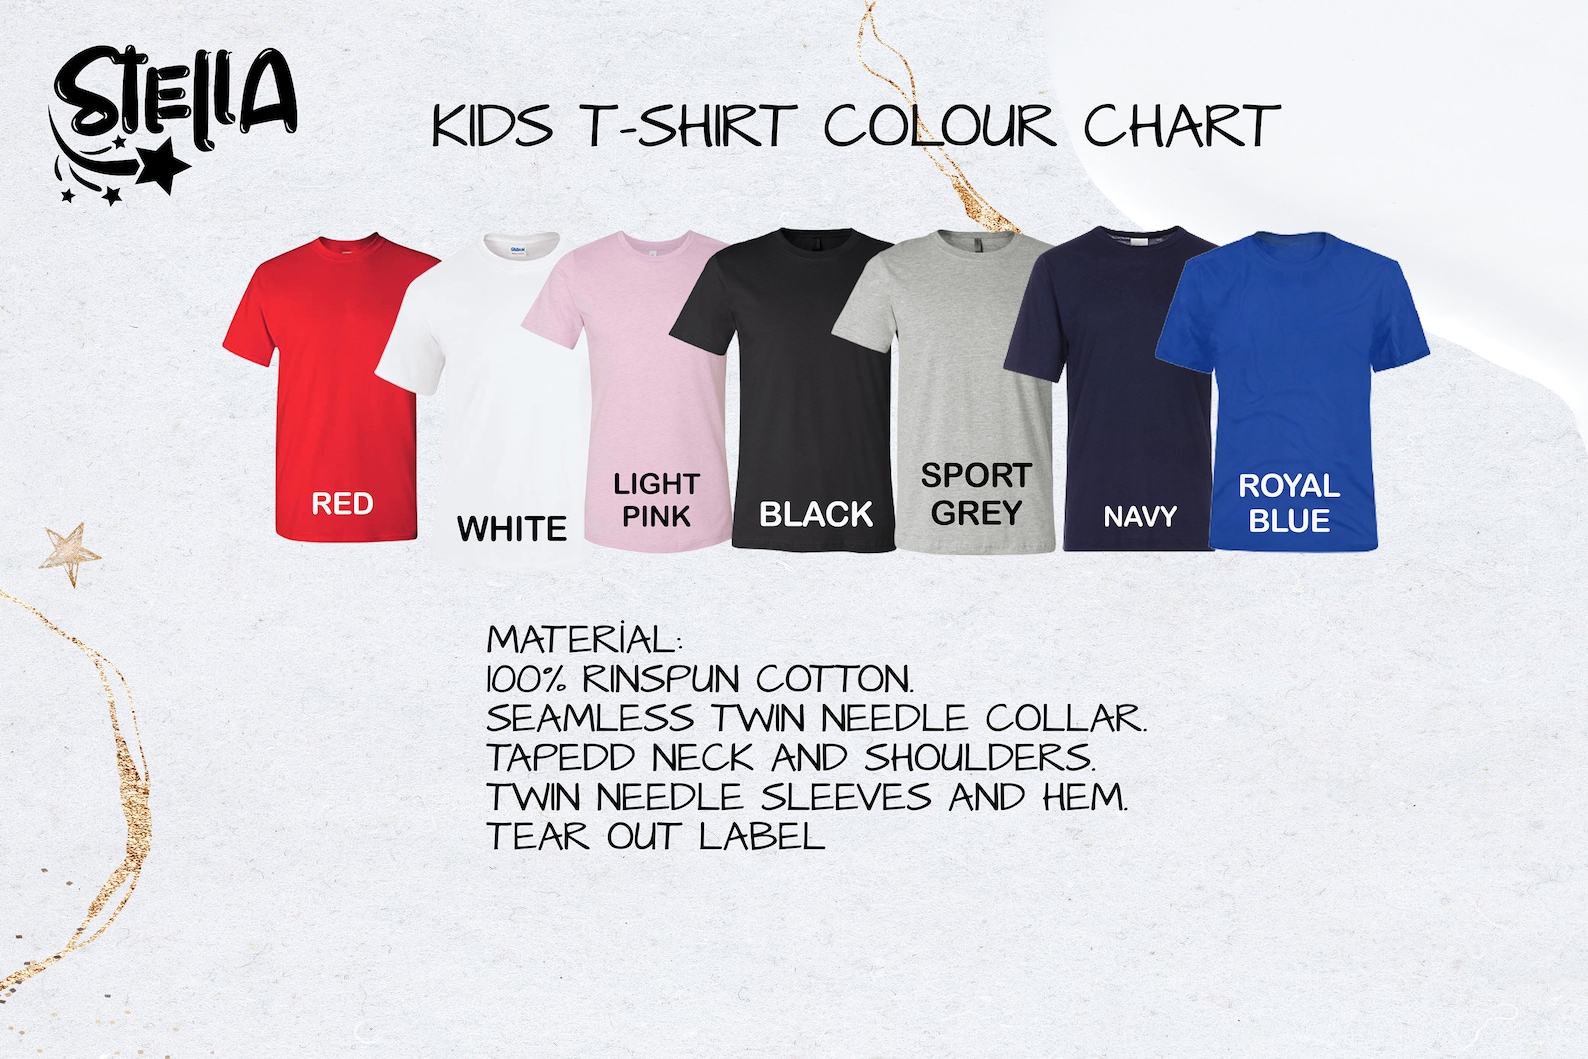 STELLA
KIDS T-SHIRT COLOUR CHART
RED
WHITE
LIGHT
PINK
BLACK
SPORT
GREY
NAVY
ROYAL
BLUE
MATERİAL:
100% RINSPUN COTTON.
SEAMLESS TWIN NEEDLE COLLAR.
TAPEDD NECK AND SHOULDERS.
TWIN NEEDLE SLEEVES AND HEM.
TEAR OUT LABEL